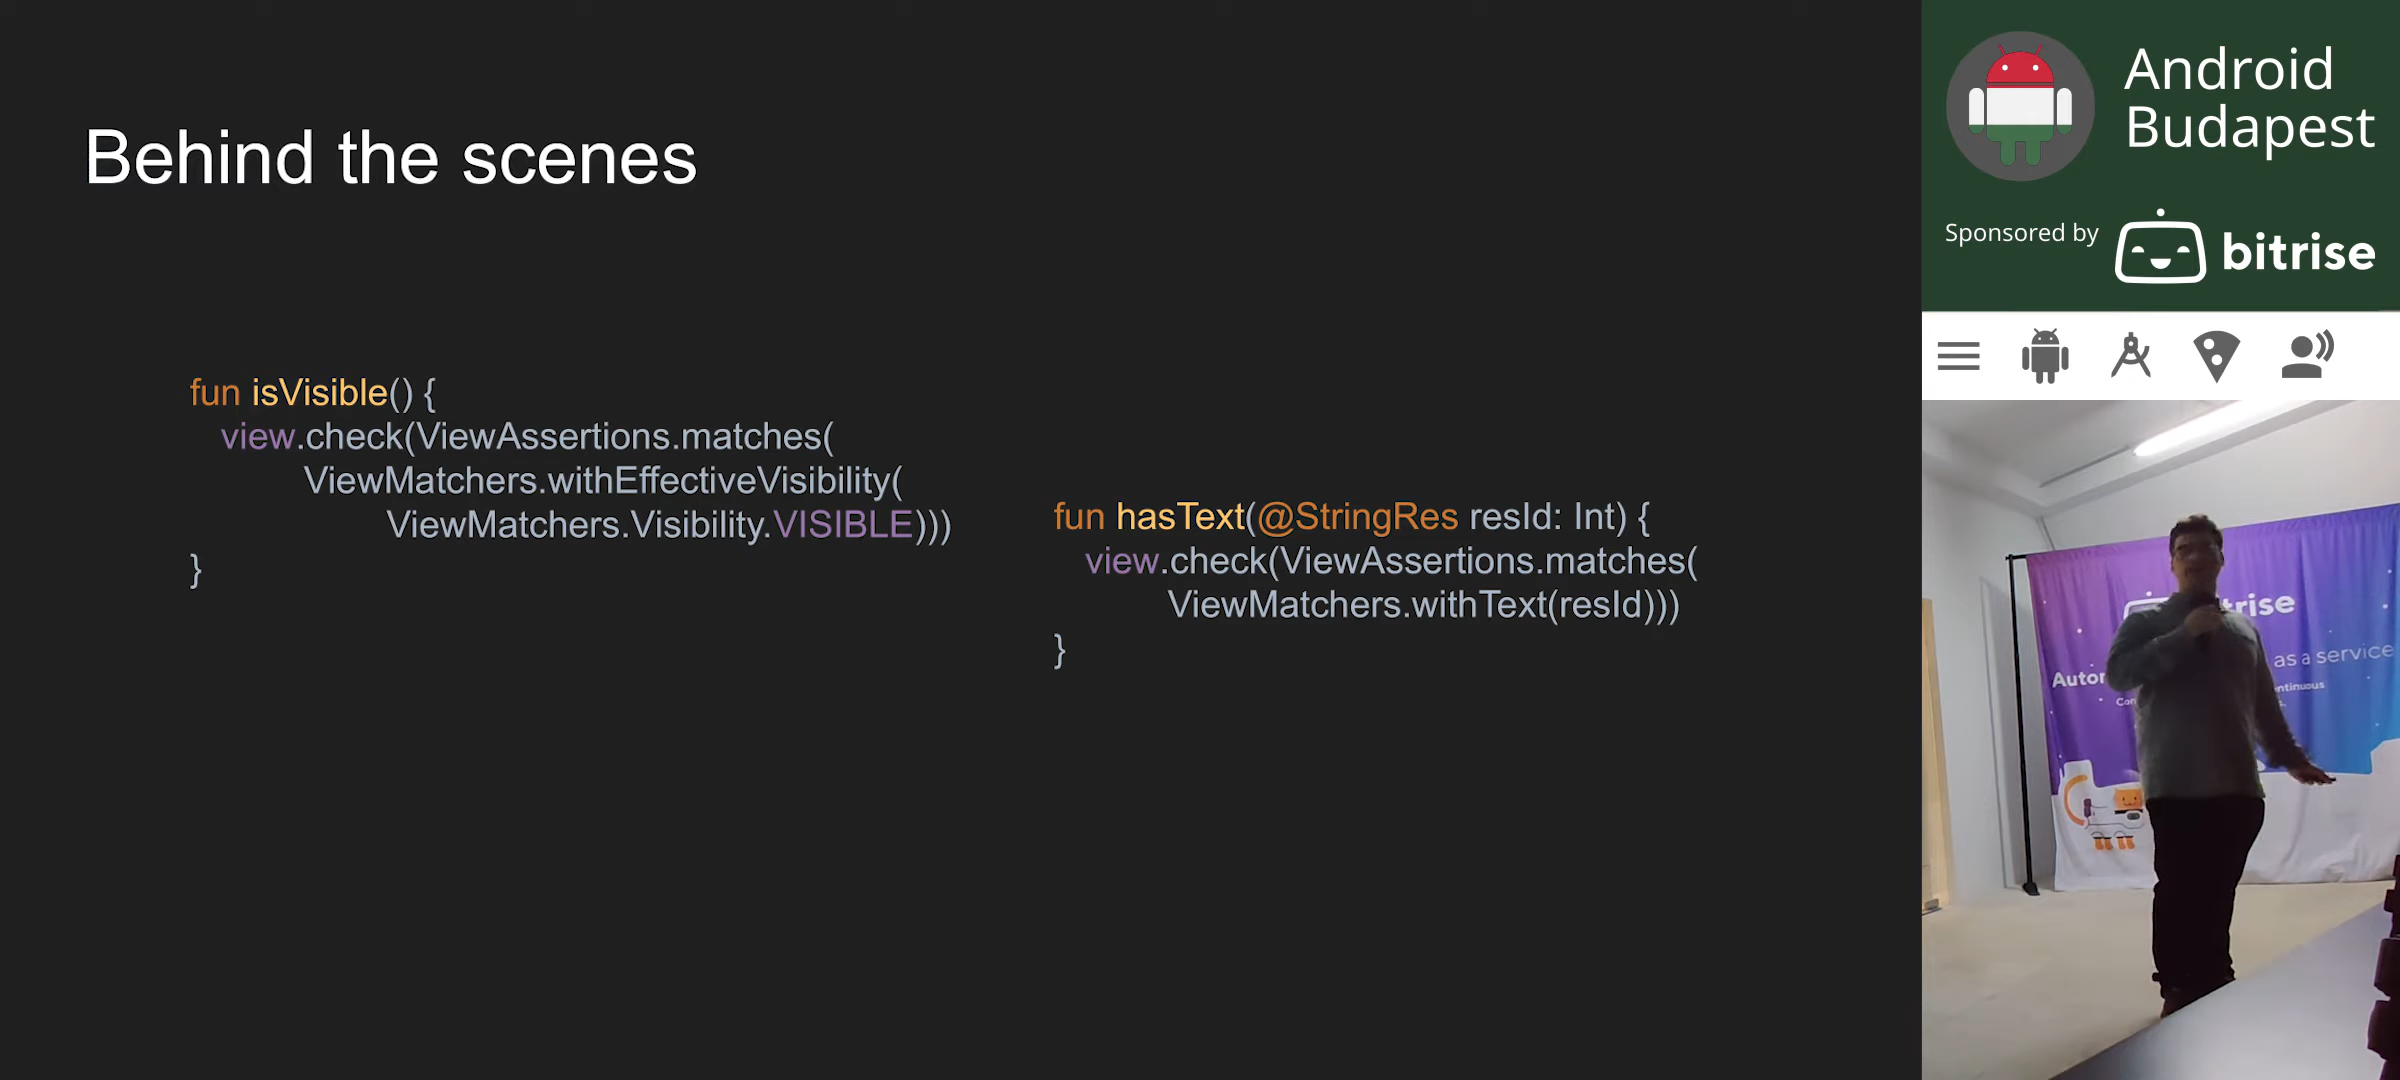 Behind the scenes
fun isVisible() {
view.check(ViewAssertions.matches(
ViewMatchers.withEffectiveVisibility(
ViewMatchers.Visibility.VISIBLE)))
}
fun hasText(@StringRes resId: Int) {
view.check(ViewAssertions.matches(
ViewMatchers.withText(resId)))
}
Android
Budapest
Sponsored by
bitrise
as a service